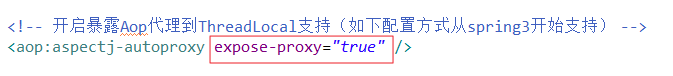 <!-- 开启暴露Aop代理到ThreadLocal支持（如下配置方式从spring3开始支持） -->
<aop:aspectj-autoproxy expose-proxy="true" />